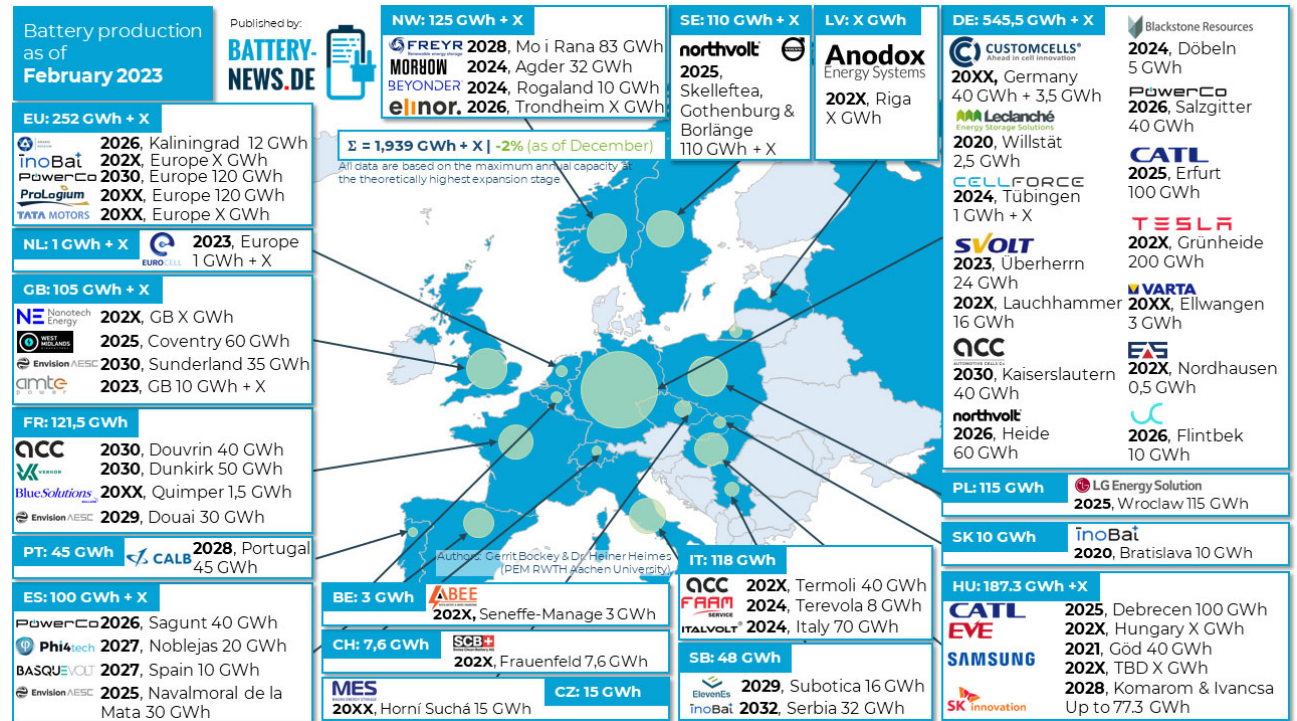 Battery production
as of
February 2023
Published by:
BATTERY-
NEWS.DE
NW: 125 GWh + X
FREYR
Renewable energy storage
2028, Mo i Rana 83 GWh
MORROW
2024, Agder 32 GWh
BEYONDER
2024, Rogaland 10 GWh
elinor.
2026, Trondheim X GWh
SE: 110 GWh + X
northvolt
2025,
Skelleftea,
Gothenburg &
Borlänge
110 GWh + X
LV: X GWh
Anodox
Energy Systems
202X, Riga
X GWh
DE: 545,5 GWh + X
CUSTOMCELLS®
Ahead in cell innovation
20XX, Germany
40 GWh + 3,5 GWh
Leclanché
Energy Storage Solutions
2020, Willstät
2,5 GWh
CELLFORCE
2024, Tübingen
1 GWh + X
SVOLT
2023, Überherrn
24 GWh
202X, Lauchhammer
16 GWh
acc
AUTOMOTIVE CELLS Co
2030, Kaiserslautern
40 GWh
northvolt
2026, Heide
60 GWh
Blackstone Resources
2024, Döbeln
5 GWh
POWERCO
2026, Salzgitter
40 GWh
CATL
2025, Erfurt
100 GWh
TESLA
202X, Grünheide
200 GWh
VARTA
20XX, Ellwangen
3 GWh
EAS
202X, Nordhausen
0,5 GWh
2026, Flintbek
10 GWh
Σ = 1,939 GWh + X | -2% (as of December)
All data are based on the maximum annual capacity at
the theoretically highest expansion stage
EU: 252 GWh + X
2026, Kaliningrad 12 GWh
inoBat
202X, Europe X GWh
POWERCO
2030, Europe 120 GWh
ProLogium
20XX, Europe 120 GWh
TATA MOTORS
20XX, Europe X GWh
NL: 1 GWh + X
EUROCELL
2023, Europe
1 GWh + X
GB: 105 GWh + X
NE Nanotech
Energy
202X, GB X GWh
WEST
MIDLANDS
2025, Coventry 60 GWh
Envision AESC
2030, Sunderland 35 GWh
amte
power
2023, GB 10 GWh + X
FR: 121,5 GWh
acc
2030, Douvrin 40 GWh
VERKOR
2030, Dunkirk 50 GWh
BlueSolutions
20XX, Quimper 1,5 GWh
Envision AESC
2029, Douai 30 GWh
PT: 45 GWh
CALB
2028, Portugal
45 GWh
ES: 100 GWh + X
POWERCO
2026, Sagunt 40 GWh
Phi4tech
2027, Noblejas 20 GWh
BASQUEVOLT
2027, Spain 10 GWh
Envision AESC
2025, Navalmoral de la
Mata 30 GWh
Authors: Gerrit Bockey & Dr. Heiner Heimes
(PEM RWTH Aachen University)
BE: 3 GWh
ABEE
202X, Seneffe-Manage 3 GWh
CH: 7,6 GWh
SCB
202X, Frauenfeld 7,6 GWh
MES
CZ: 15 GWh
20XX, Horní Suchá 15 GWh
IT: 118 GWh
acc
202X, Termoli 40 GWh
FAAM
SERVICE
2024, Terevola 8 GWh
ITALVOLT®
2024, Italy 70 GWh
SB: 48 GWh
ElevenEs
2029, Subotica 16 GWh
inoBat
2032, Serbia 32 GWh
PL: 115 GWh
LG Energy Solution
2025, Wroclaw 115 GWh
SK 10 GWh
inoBat
2020, Bratislava 10 GWh
HU: 187.3 GWh +X
CATL
2025, Debrecen 100 GWh
EVE
202X, Hungary X GWh
SAMSUNG
2021, Göd 40 GWh
202X, TBD X GWh
SK innovation
2028, Komarom & Ivancsa
Up to 77.3 GWh